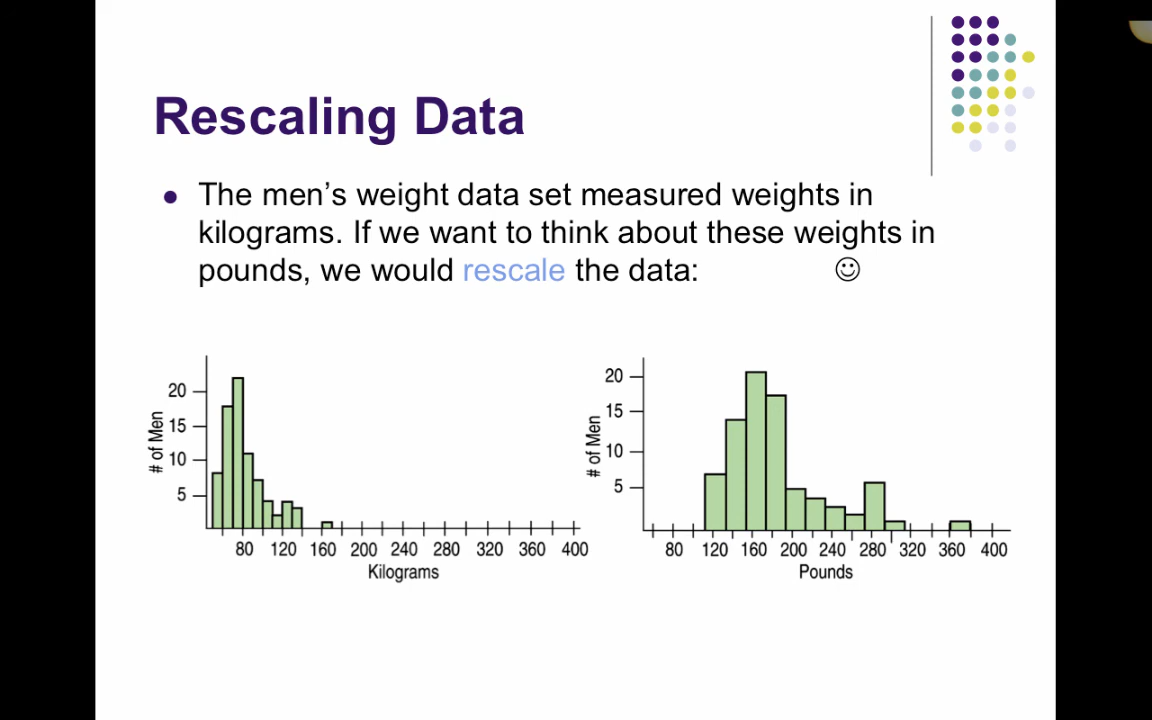 Rescaling Data
● The men’s weight data set measured weights in
kilograms. If we want to think about these weights in
pounds, we would rescale the data: ☺
# of Men
20
15
10
5
80 120 160 200 240 280 320 360 400
Kilograms
# of Men
20
15
10
5
80 120 160 200 240 280 320 360 400
Pounds